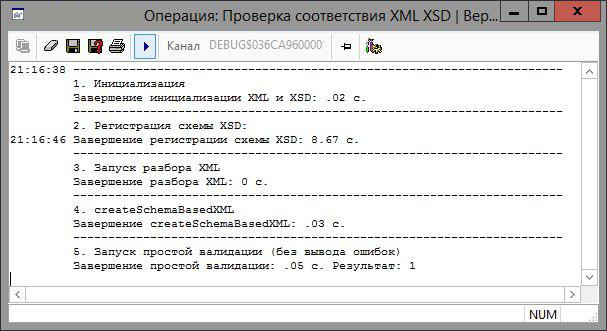 Операция: Проверка соответствия XML XSD | Вер...
Канал DEBUG$036CA960000
21:16:38 ----------------------------------------------------------------------
1. Инициализация
Завершение инициализации XML и XSD: .02 с.
----------------------------------------------------------------------
2. Регистрация схемы XSD:
21:16:46 Завершение регистрации схемы XSD: 8.67 с.
----------------------------------------------------------------------
3. Запуск разбора XML
Завершение разбора XML: 0 с.
----------------------------------------------------------------------
4. createSchemaBasedXML
Завершение createSchemaBasedXML: .03 с.
----------------------------------------------------------------------
5. Запуск простой валидации (без вывода ошибок)
Завершение простой валидации: .05 с. Результат: 1
NUM